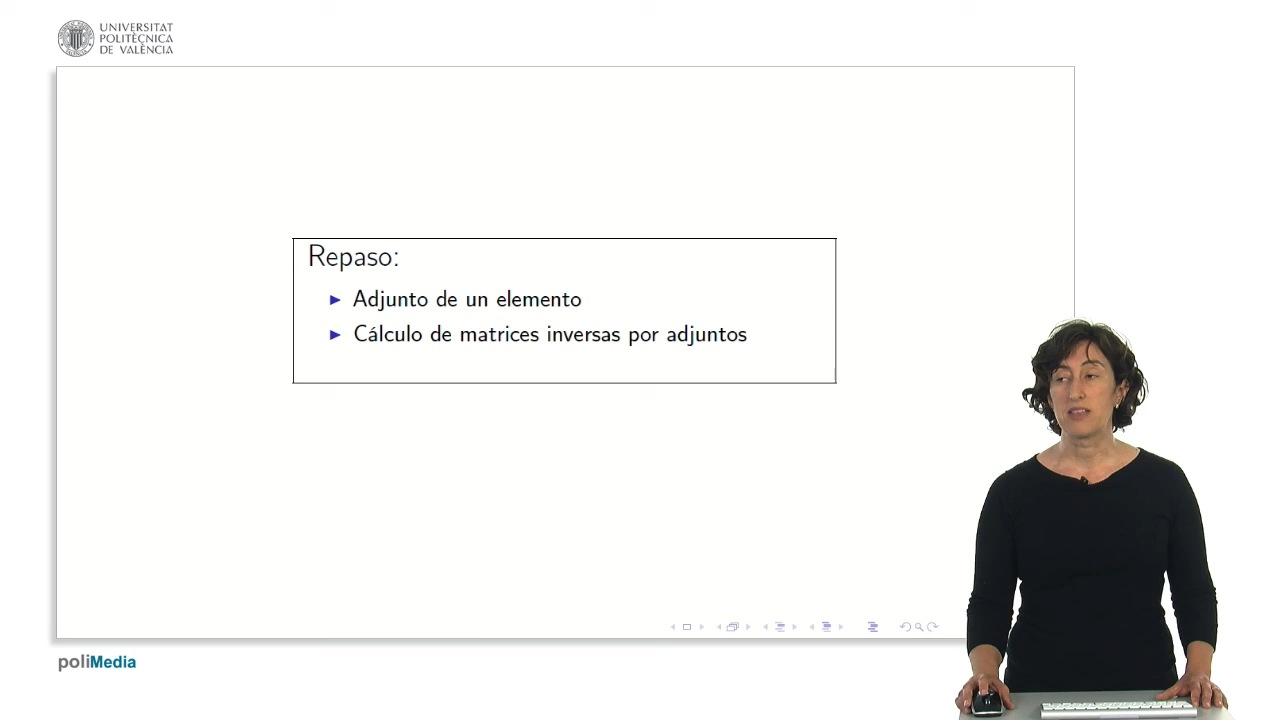 UNIVERSITAT
POLITÈCNICA
DE VALÈNCIA
Repaso:
Adjunto de un elemento
Cálculo de matrices inversas por adjuntos
poliMedia